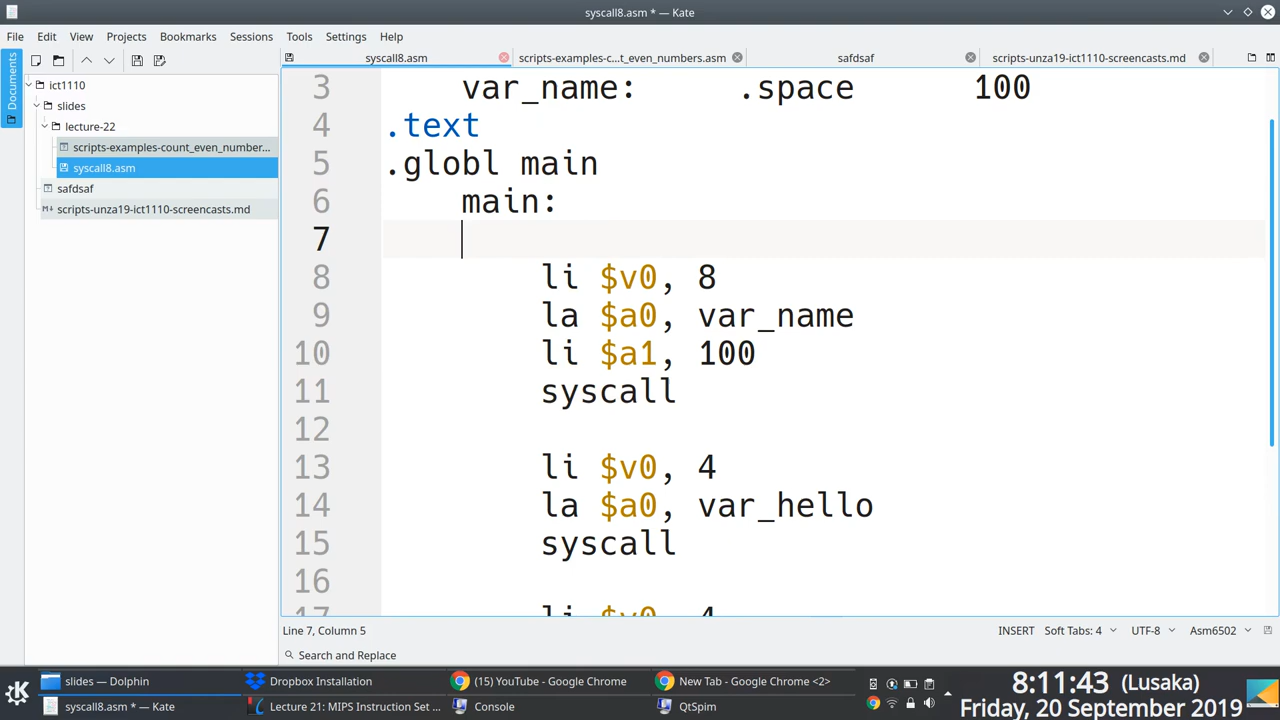 syscall8.asm * — Kate
File Edit View Projects Bookmarks Sessions Tools Settings Help
syscall8.asm scripts-examples-c...t_even_numbers.asm safdsaf scripts-unza19-ict1110-screencasts.md
Documents
ict1110
slides
lecture-22
scripts-examples-count_even_number...
syscall8.asm
safdsaf
scripts-unza19-ict1110-screencasts.md
3 var_name: .space 100
4 .text
5 .globl main
6 main:
7
8 li $v0, 8
9 la $a0, var_name
10 li $a1, 100
11 syscall
12
13 li $v0, 4
14 la $a0, var_hello
15 syscall
16
17 li $v0, 4
Line 7, Column 5 INSERT Soft Tabs: 4 UTF-8 Asm6502
Search and Replace
slides — Dolphin Dropbox Installation (15) YouTube - Google Chrome New Tab - Google Chrome <2>
syscall8.asm * — Kate Lecture 21: MIPS Instruction Set ... Console QtSpim
8:11:43 (Lusaka)
Friday, 20 September 2019